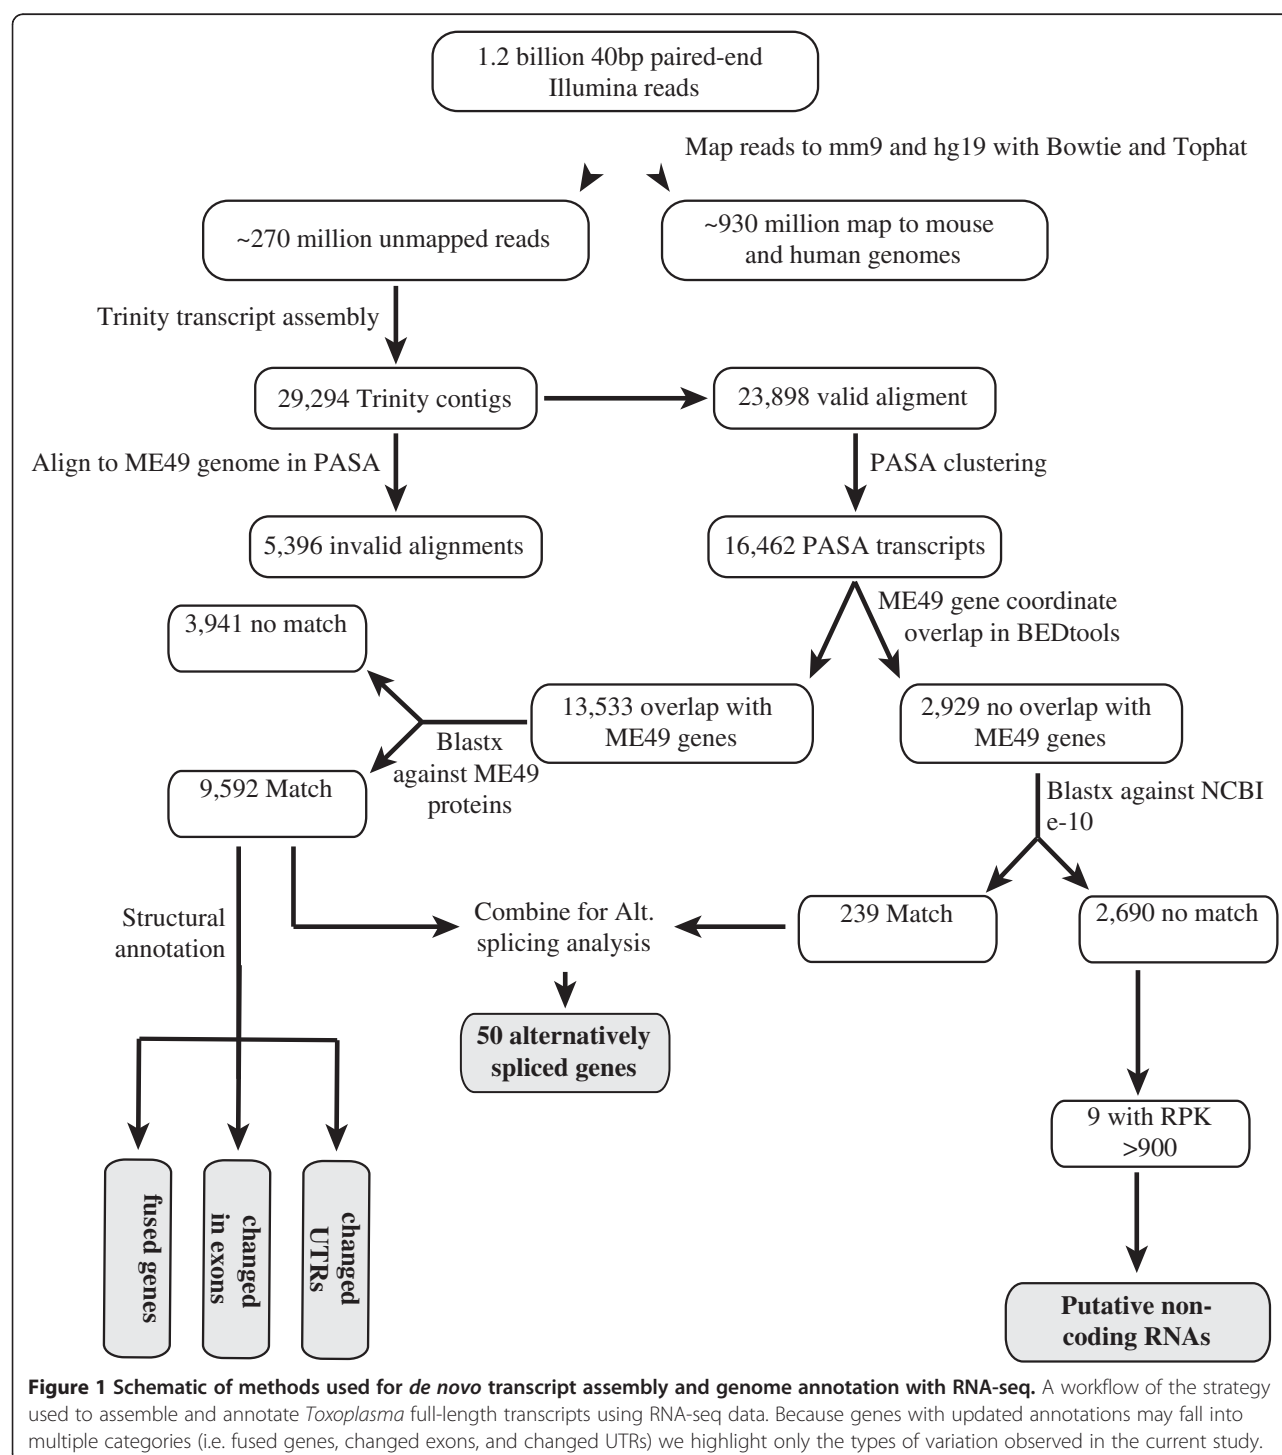 1.2 billion 40bp paired-end
Illumina reads
Map reads to mm9 and hg19 with Bowtie and Tophat
~270 million unmapped reads
~930 million map to mouse
and human genomes
Trinity transcript assembly
29,294 Trinity contigs
23,898 valid aligment
Align to ME49 genome in PASA
PASA clustering
5,396 invalid alignments
16,462 PASA transcripts
ME49 gene coordinate
overlap in BEDtools
3,941 no match
13,533 overlap with
ME49 genes
2,929 no overlap with
ME49 genes
Blastx
against ME49
proteins
9,592 Match
Blastx against NCBI
e-10
Structural
annotation
Combine for Alt.
splicing analysis
239 Match
2,690 no match
50 alternatively
spliced genes
9 with RPK
>900
fused genes
changed
in exons
changed
UTRs
Putative non-
coding RNAs
Figure 1 Schematic of methods used for de novo transcript assembly and genome annotation with RNA-seq. A workflow of the strategy
used to assemble and annotate Toxoplasma full-length transcripts using RNA-seq data. Because genes with updated annotations may fall into
multiple categories (i.e. fused genes, changed exons, and changed UTRs) we highlight only the types of variation observed in the current study.